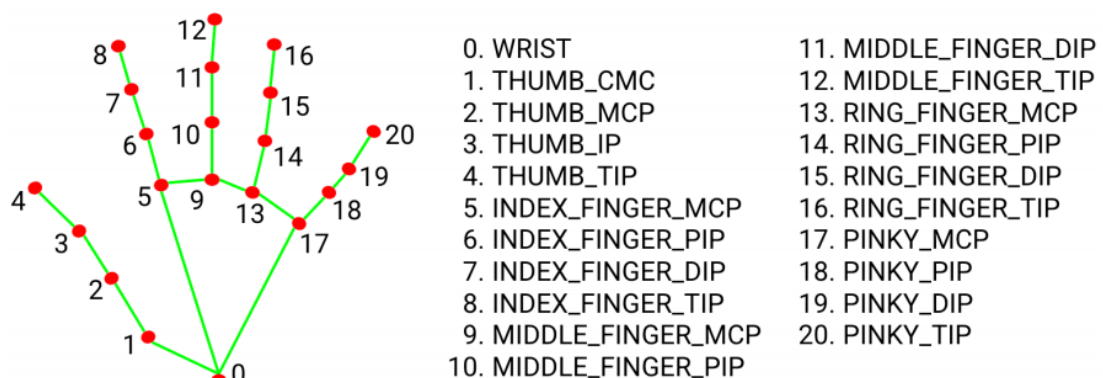 12
8
16
11
7
15
20
10
6
14
19
4
5
9
13
18
3
17
2
1
0
0. WRIST
1. THUMB_CMC
2. THUMB_MCP
3. THUMB_IP
4. THUMB_TIP
5. INDEX_FINGER_MCP
6. INDEX_FINGER_PIP
7. INDEX_FINGER_DIP
8. INDEX_FINGER_TIP
9. MIDDLE_FINGER_MCP
10. MIDDLE_FINGER_PIP
11. MIDDLE_FINGER_DIP
12. MIDDLE_FINGER_TIP
13. RING_FINGER_MCP
14. RING_FINGER_PIP
15. RING_FINGER_DIP
16. RING_FINGER_TIP
17. PINKY_MCP
18. PINKY_PIP
19. PINKY_DIP
20. PINKY_TIP